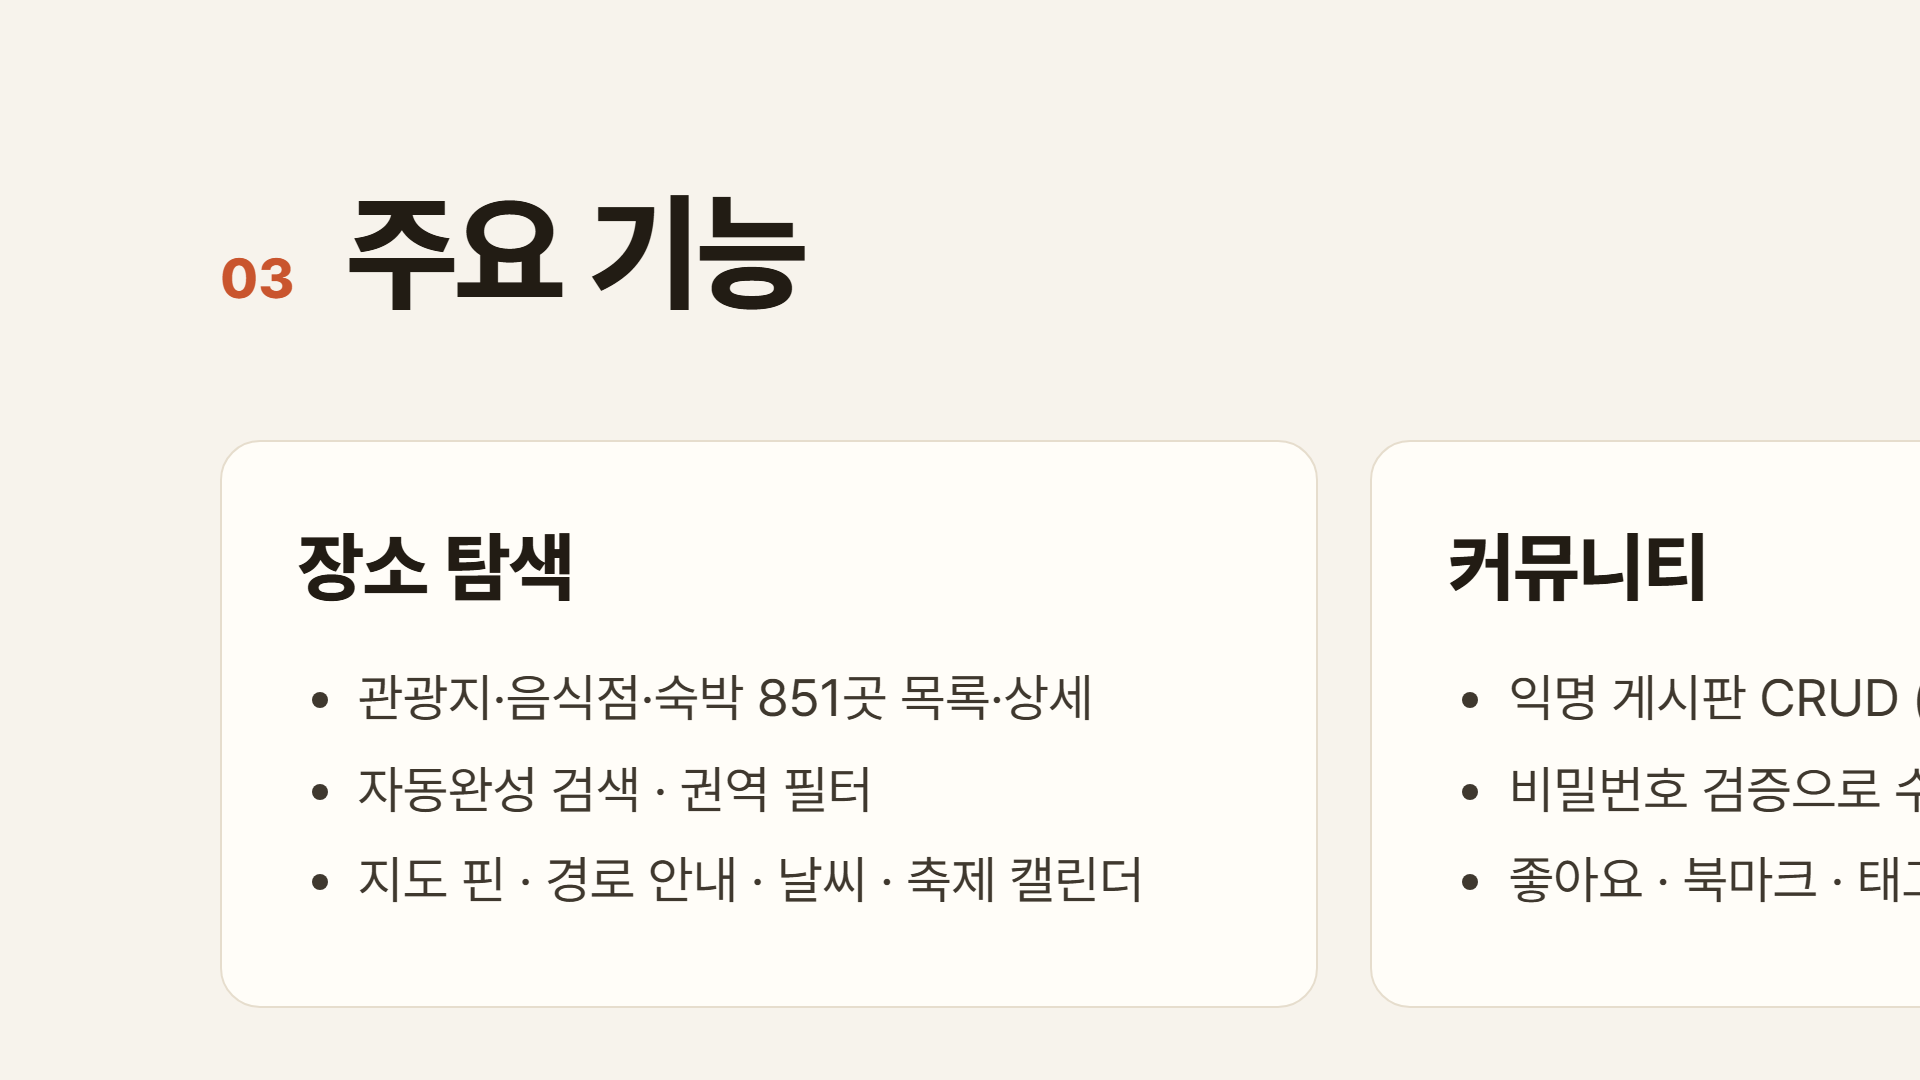 03 주요 기능
장소 탐색
• 관광지·음식점·숙박 851곳 목록·상세
• 자동완성 검색 · 권역 필터
• 지도 핀 · 경로 안내 · 날씨 · 축제 캘린더
커뮤니티
• 익명 게시판 CRUD (
• 비밀번호 검증으로
• 좋아요 · 북마크 ·